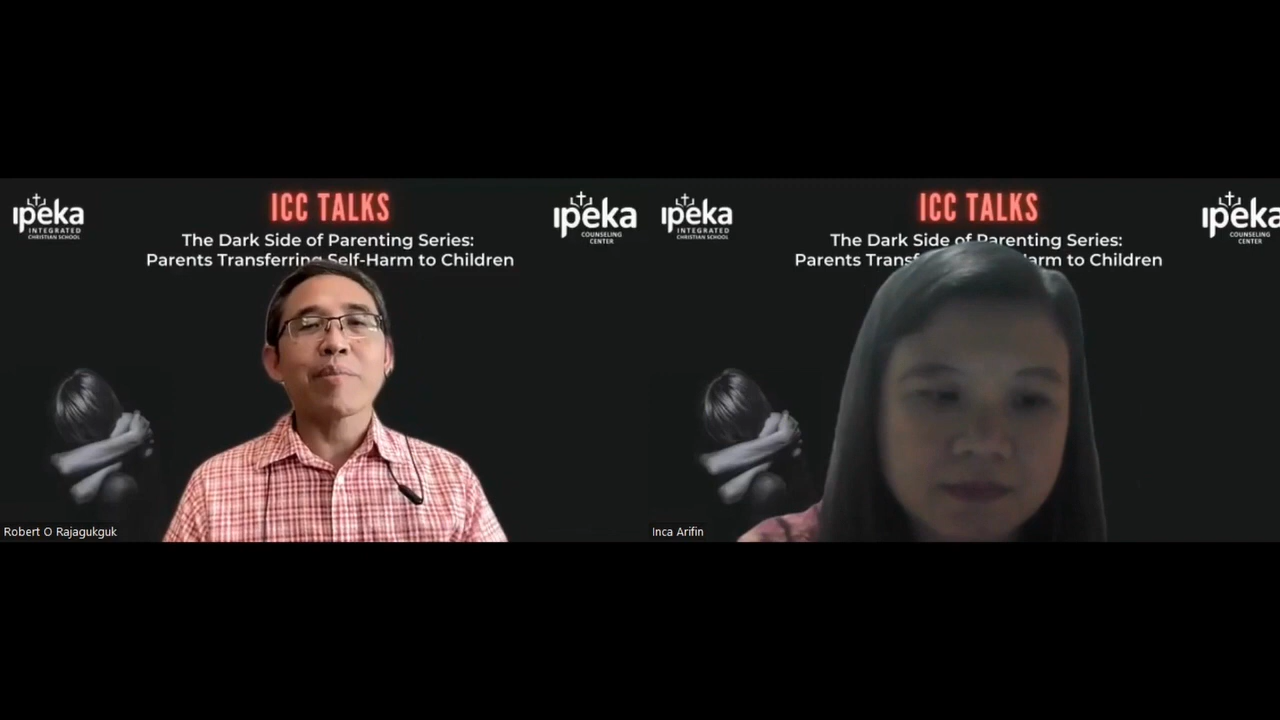 ipeka
INTEGRATED
CHRISTIAN SCHOOL
ICC TALKS
The Dark Side of Parenting Series:
Parents Transferring Self-Harm to Children
ipeka
COUNSELING
CENTER
Robert O Rajagukguk
ipeka
INTEGRATED
CHRISTIAN SCHOOL
ICC TALKS
The Dark Side of Parenting Series:
Parents Transf arm to Children
ipeka
COUNSELING
CENTER
Inca Arifin